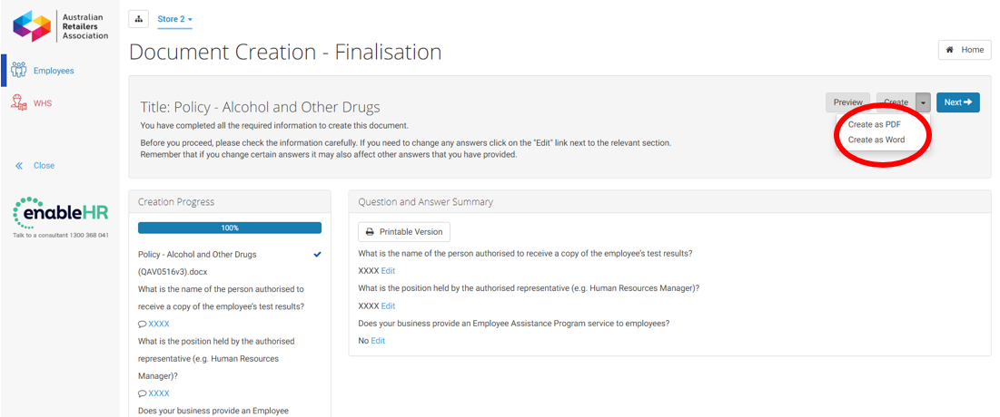 Australian
Retailers
Association
Employees
WHS
Close
enableHR
Talk to a consultant 1300 368 041
Store 2
Document Creation - Finalisation
Home
Title: Policy - Alcohol and Other Drugs
You have completed all the required information to create this document.
Before you proceed, please check the information carefully. If you need to change any answers click on the "Edit" link next to the relevant section.
Remember that if you change certain answers it may also affect other answers that you have provided.
Preview
Create
Next
Create as PDF
Create as Word
Creation Progress
100%
Policy - Alcohol and Other Drugs
(QAV0516v3).docx
What is the name of the person authorised to
receive a copy of the employee's test results?
XXXX
What is the position held by the authorised
representative (e.g. Human Resources
Manager)?
XXXX
Does your business provide an Employee
Question and Answer Summary
Printable Version
What is the name of the person authorised to receive a copy of the employee's test results?
XXXX Edit
What is the position held by the authorised representative (e.g. Human Resources Manager)?
XXXX Edit
Does your business provide an Employee Assistance Program service to employees?
No Edit